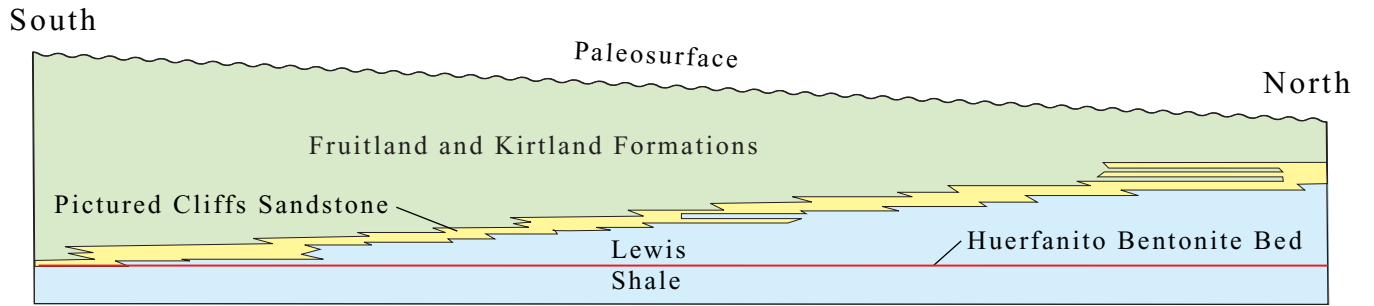 South
Paleosurface
North
Fruitland and Kirtland Formations
Pictured Cliffs Sandstone
Huerfanito Bentonite Bed
Lewis
Shale